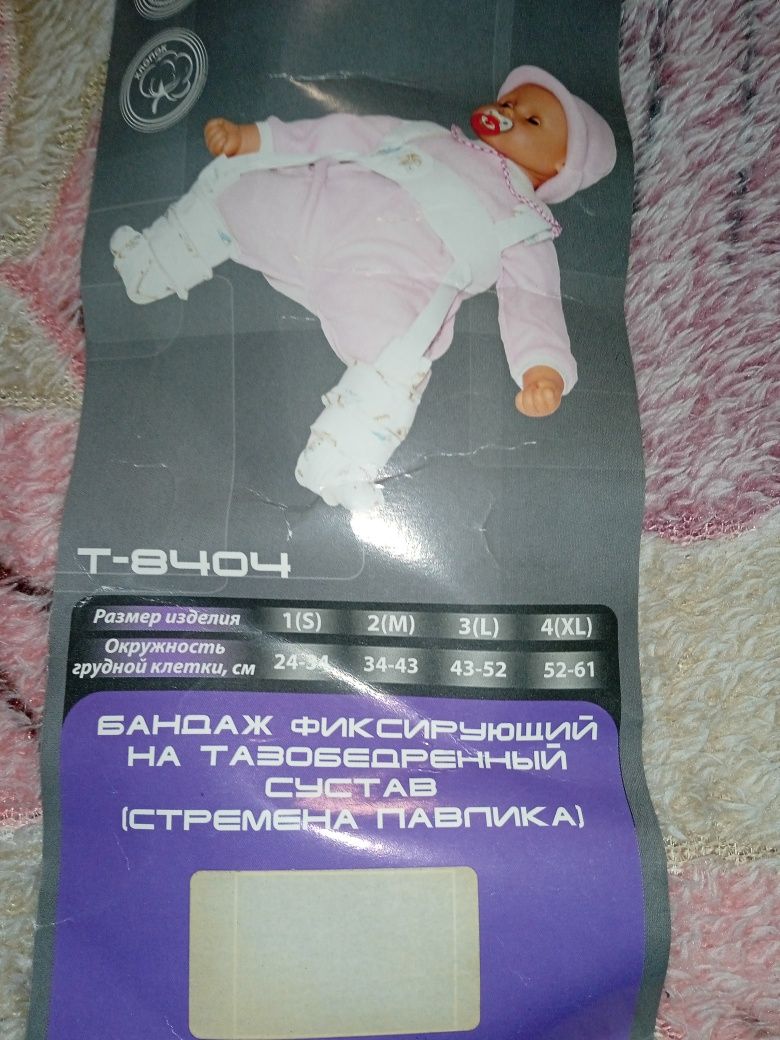 хлопок
T-8404
Размер изделия 1(S) 2(M) 3(L) 4(XL)
Окружность
грудной клетки, см 24-34 34-43 43-52 52-61
БАНДАЖ ФИКСИРУЮЩИЙ
НА ТАЗОБЕДРЕННЫЙ
СУСТАВ
(СТРЕМЕНА ПАВЛИКА)